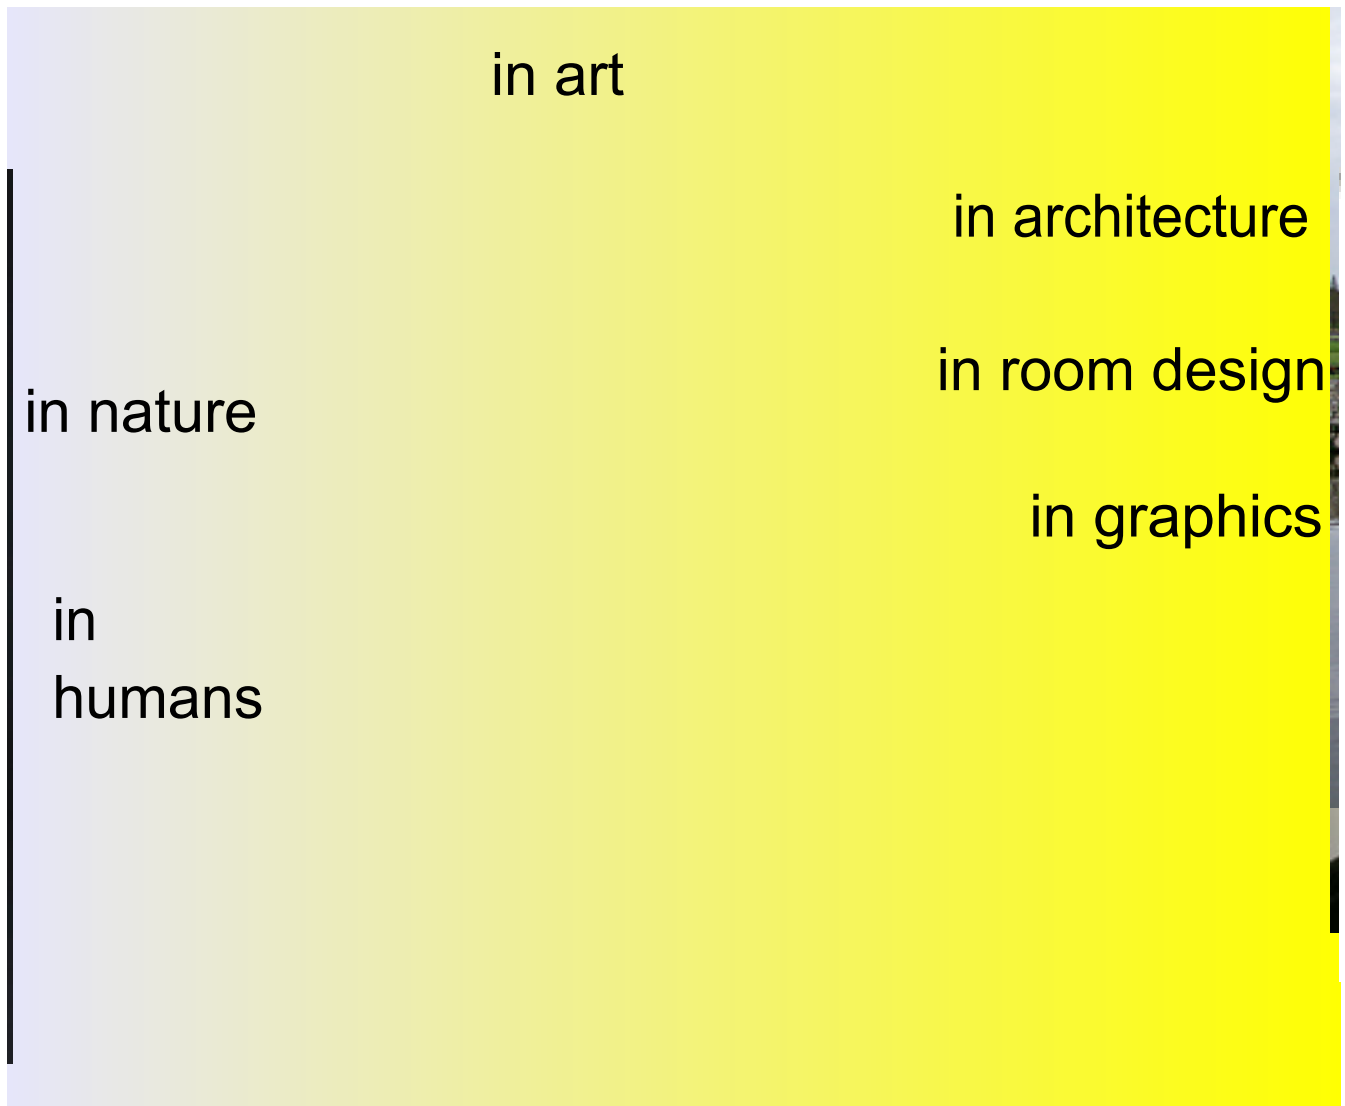 in art
in architecture
in room design
in nature
in graphics
in
humans